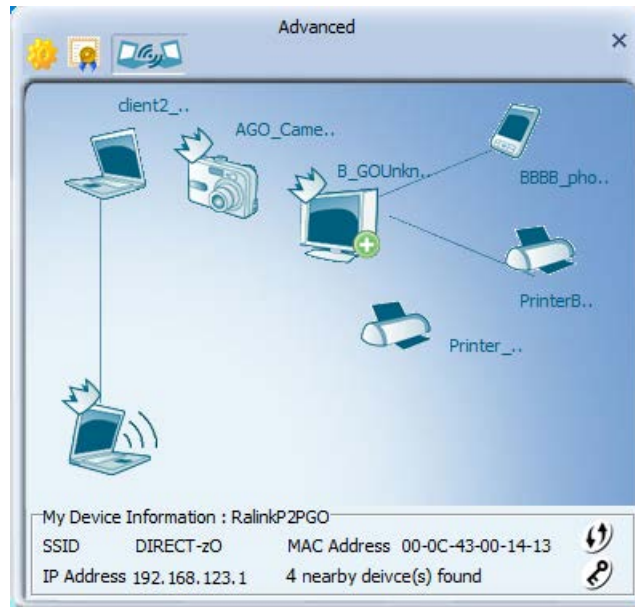 Advanced
client2_..
AGO_Came..
B_GOUnkn..
BBBB_pho..
PrinterB..
Printer_..
My Device Information : RalinkP2PGO
SSID DIRECT-zO MAC Address 00-0C-43-00-14-13
IP Address 192.168.123.1 4 nearby deivce(s) found